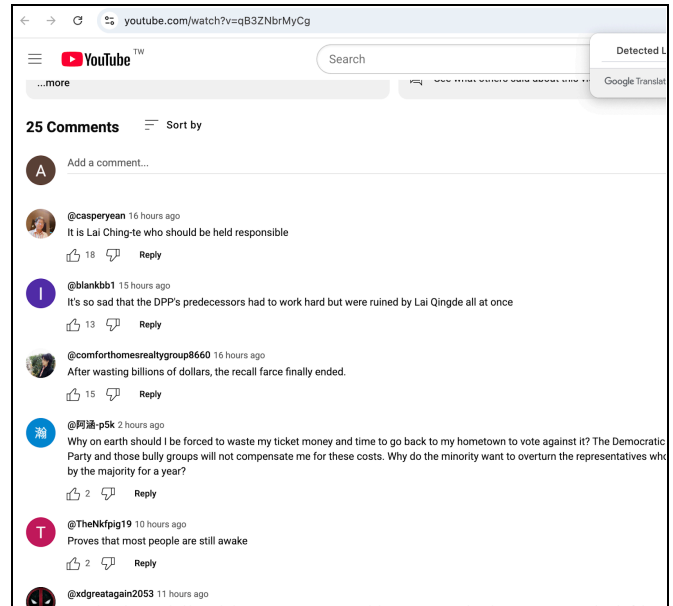 youtube.com/watch?v=qB3ZNbrMyCg
Detected L
YouTube TW
Search
Google Translat
...more
See what others said about this vi
25 Comments
Sort by
A
Add a comment...
@casperyean 16 hours ago
It is Lai Ching-te who should be held responsible
18
Reply
I
@blankbb1 15 hours ago
It's so sad that the DPP's predecessors had to work hard but were ruined by Lai Qingde all at once
13
Reply
@comforthomesrealtygroup8660 16 hours ago
After wasting billions of dollars, the recall farce finally ended.
15
Reply
瀚
@阿涵-p5k 2 hours ago
Why on earth should I be forced to waste my ticket money and time to go back to my hometown to vote against it? The Democratic
Party and those bully groups will not compensate me for these costs. Why do the minority want to overturn the representatives who
by the majority for a year?
2
Reply
T
@TheNkfpig19 10 hours ago
Proves that most people are still awake
2
Reply
@xdgreatagain2053 11 hours ago